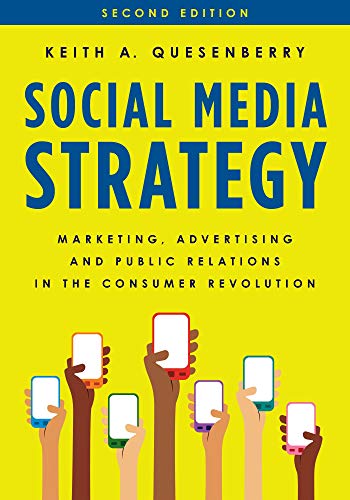 SECOND EDITION
KEITH A. QUESENBERRY
SOCIAL MEDIA
STRATEGY
MARKETING, ADVERTISING
AND PUBLIC RELATIONS
IN THE CONSUMER REVOLUTION